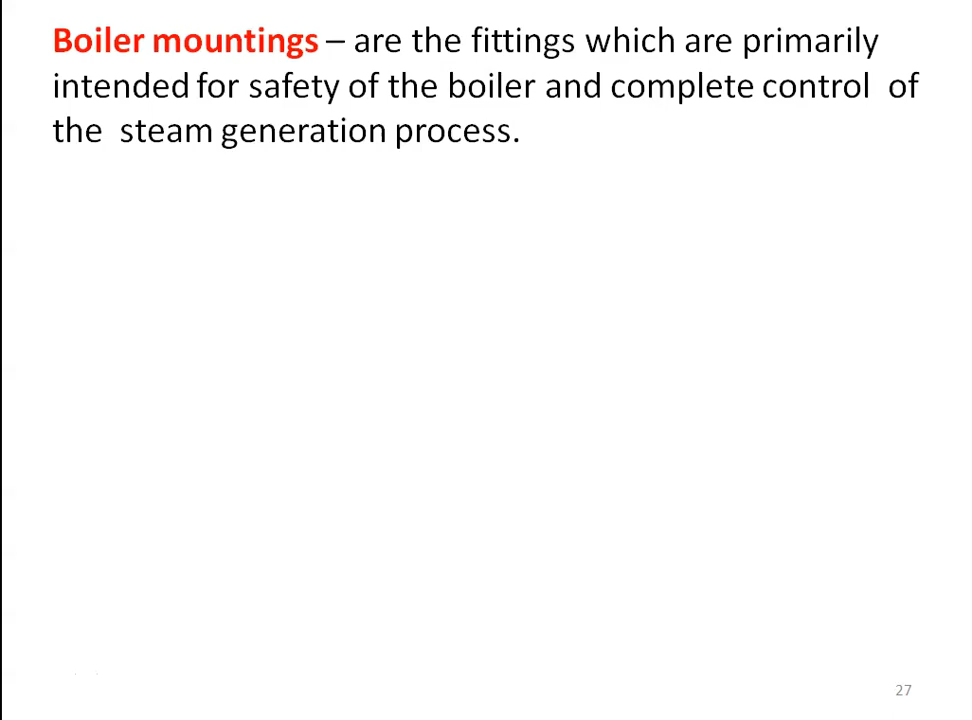 Boiler mountings – are the fittings which are primarily
intended for safety of the boiler and complete control of
the steam generation process.
27